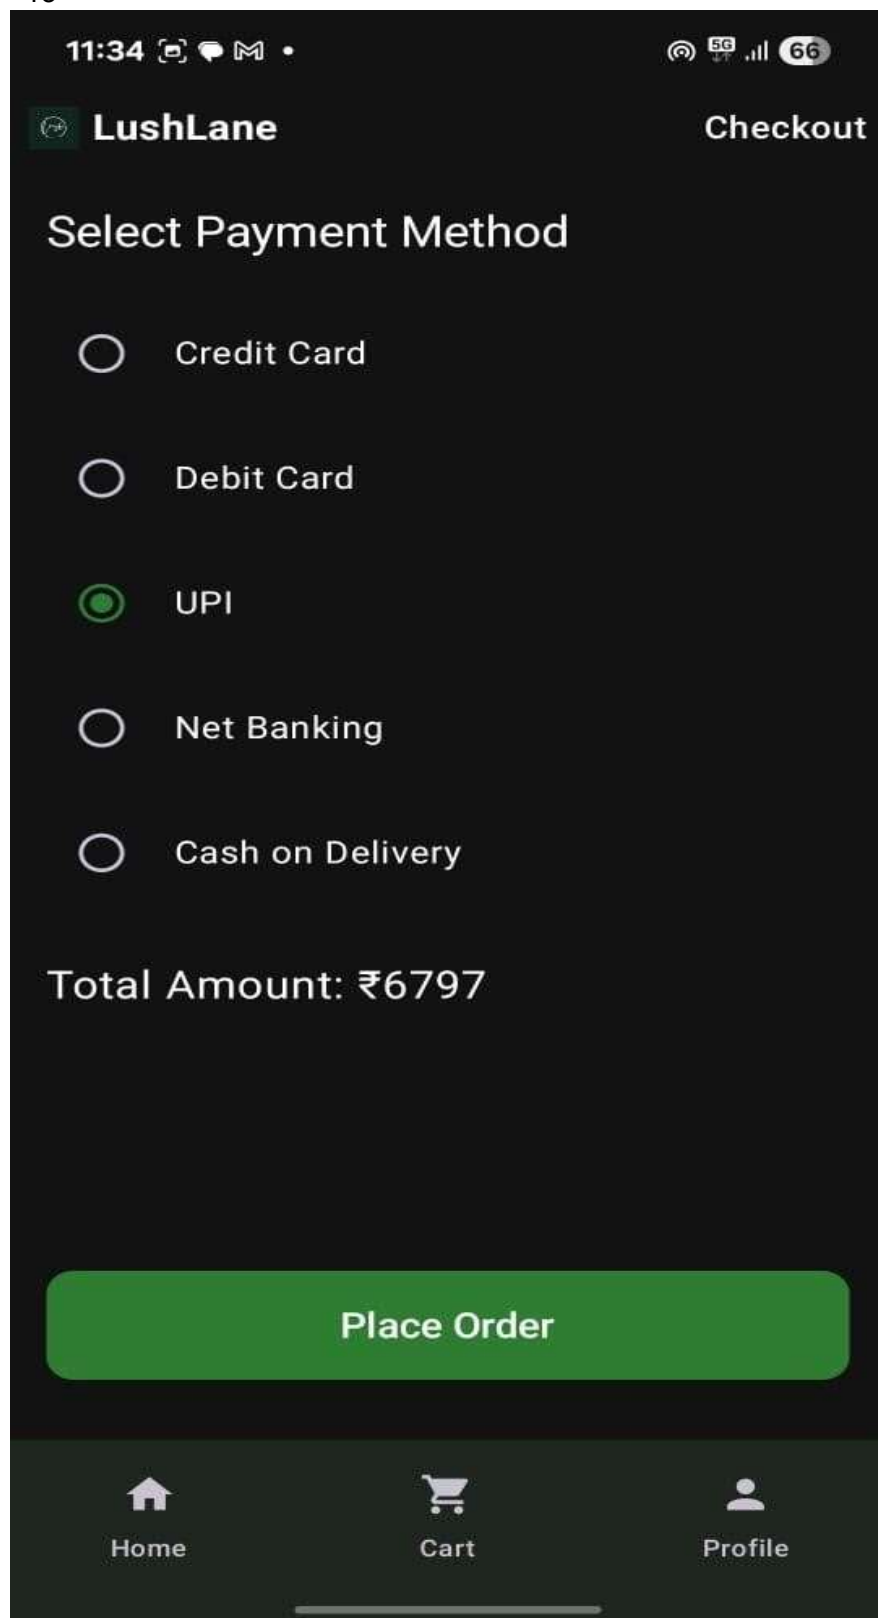 11:34
5G
66
LushLane
Checkout
Select Payment Method
Credit Card
Debit Card
UPI
Net Banking
Cash on Delivery
Total Amount: ₹6797
Place Order
Home
Cart
Profile